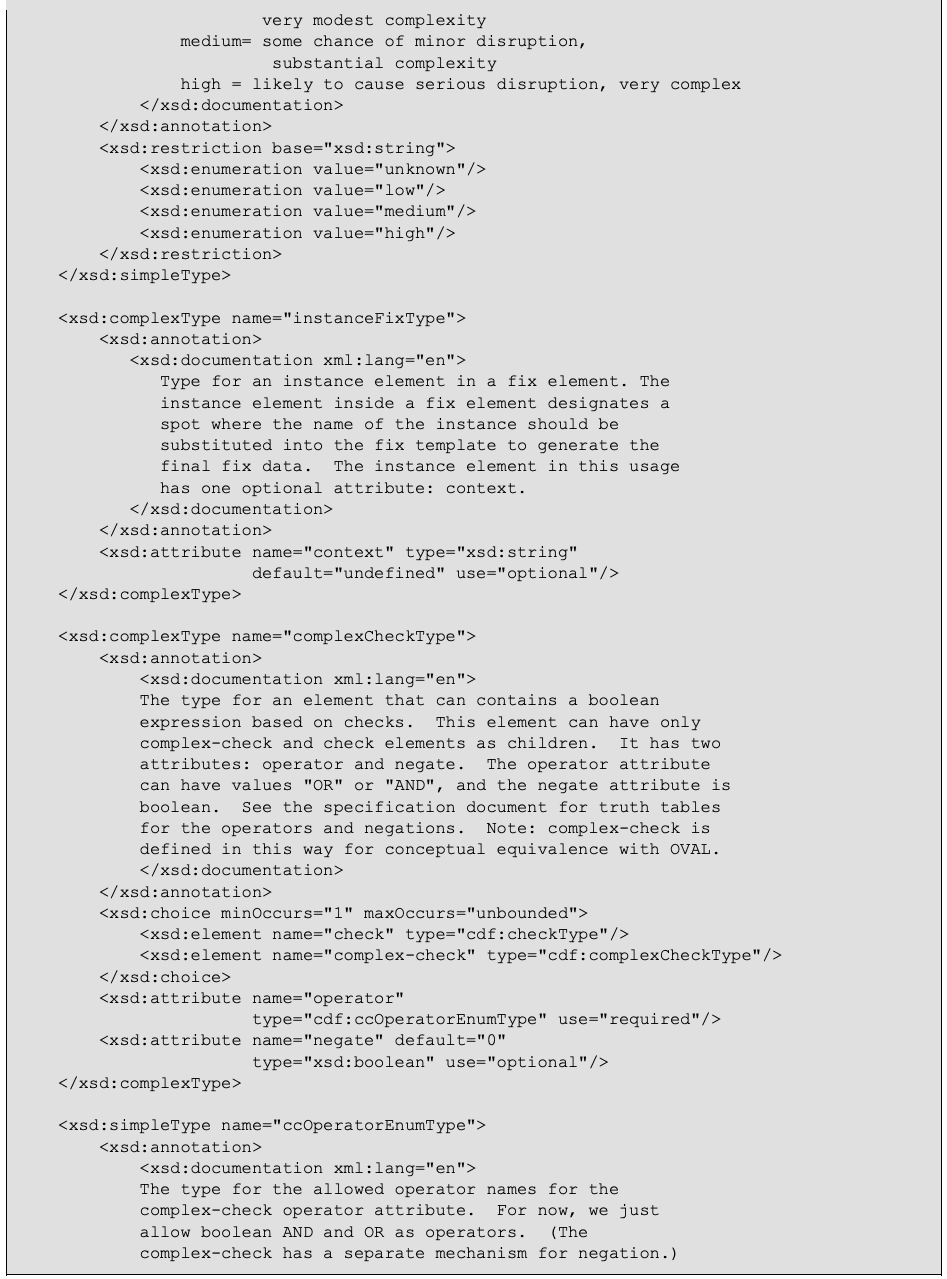 very modest complexity
                 medium= some chance of minor disruption,
                          substantial complexity
                 high = likely to cause serious disruption, very complex
             </xsd:documentation>
         </xsd:annotation>
         <xsd:restriction base="xsd:string">
             <xsd:enumeration value="unknown"/>
             <xsd:enumeration value="low"/>
             <xsd:enumeration value="medium"/>
             <xsd:enumeration value="high"/>
         </xsd:restriction>
     </xsd:simpleType>

     <xsd:complexType name="instanceFixType">
         <xsd:annotation>
            <xsd:documentation xml:lang="en">
               Type for an instance element in a fix element. The
               instance element inside a fix element designates a
               spot where the name of the instance should be
               substituted into the fix template to generate the
               final fix data.  The instance element in this usage
               has one optional attribute: context.
            </xsd:documentation>
         </xsd:annotation>
         <xsd:attribute name="context" type="xsd:string"
                        default="undefined" use="optional"/>
     </xsd:complexType>

     <xsd:complexType name="complexCheckType">
         <xsd:annotation>
             <xsd:documentation xml:lang="en">
             The type for an element that can contains a boolean
             expression based on checks.  This element can have only
             complex-check and check elements as children.  It has two
             attributes: operator and negate.  The operator attribute
             can have values "OR" or "AND", and the negate attribute is
             boolean.  See the specification document for truth tables
             for the operators and negations.  Note: complex-check is
             defined in this way for conceptual equivalence with OVAL.
             </xsd:documentation>
         </xsd:annotation>
         <xsd:choice minOccurs="1" maxOccurs="unbounded">
             <xsd:element name="check" type="cdf:checkType"/>
             <xsd:element name="complex-check" type="cdf:complexCheckType"/>
         </xsd:choice>
         <xsd:attribute name="operator"
                        type="cdf:ccOperatorEnumType" use="required"/>
         <xsd:attribute name="negate" default="0"
                        type="xsd:boolean" use="optional"/>
     </xsd:complexType>

     <xsd:simpleType name="ccOperatorEnumType">
         <xsd:annotation>
             <xsd:documentation xml:lang="en">
             The type for the allowed operator names for the
             complex-check operator attribute.  For now, we just
             allow boolean AND and OR as operators.  (The
             complex-check has a separate mechanism for negation.)